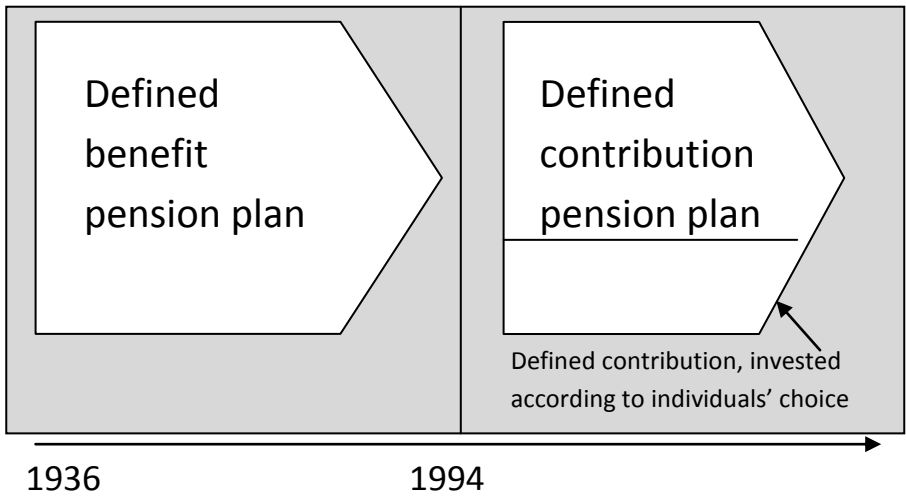 Defined
benefit
pension plan
Defined
contribution
pension plan
Defined contribution, invested
according to individuals’ choice
1936
1994